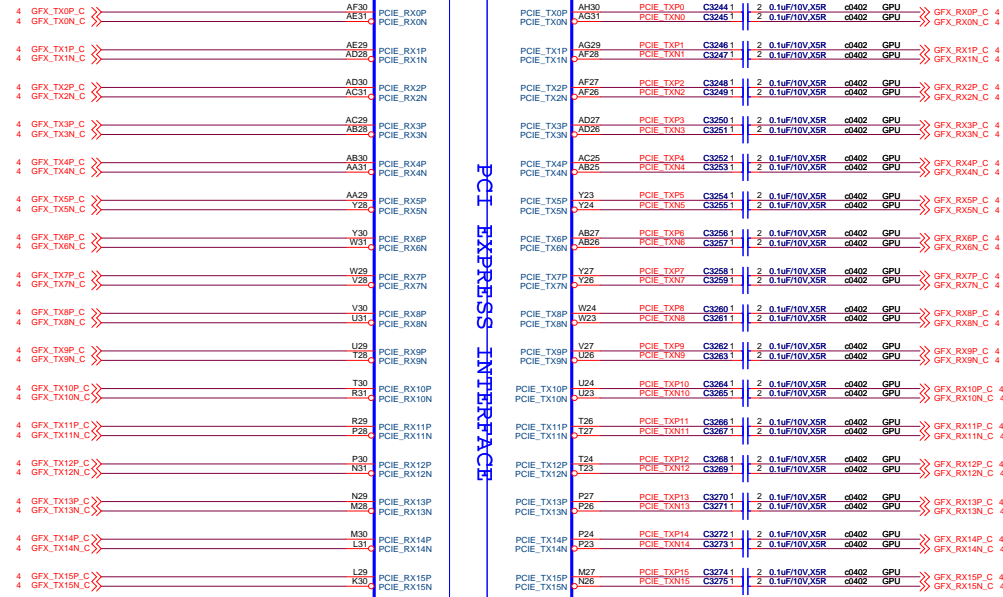 4 GFX_TX0P_C AF30 PCIE_RX0P PCIE_TX0P AH30 PCIE_TXP0 C3244 1 2 0.1uF/10V,X5R c0402 GPU GFX_RX0P_C 4
4 GFX_TX0N_C AE31 PCIE_RX0N PCIE_TX0N AG31 PCIE_TXN0 C3245 1 2 0.1uF/10V,X5R c0402 GPU GFX_RX0N_C 4
4 GFX_TX1P_C AE29 PCIE_RX1P PCIE_TX1P AG29 PCIE_TXP1 C3246 1 2 0.1uF/10V,X5R c0402 GPU GFX_RX1P_C 4
4 GFX_TX1N_C AD28 PCIE_RX1N PCIE_TX1N AF28 PCIE_TXN1 C3247 1 2 0.1uF/10V,X5R c0402 GPU GFX_RX1N_C 4
4 GFX_TX2P_C AD30 PCIE_RX2P PCIE_TX2P AF27 PCIE_TXP2 C3248 1 2 0.1uF/10V,X5R c0402 GPU GFX_RX2P_C 4
4 GFX_TX2N_C AC31 PCIE_RX2N PCIE_TX2N AF26 PCIE_TXN2 C3249 1 2 0.1uF/10V,X5R c0402 GPU GFX_RX2N_C 4
4 GFX_TX3P_C AC29 PCIE_RX3P PCIE_TX3P AD27 PCIE_TXP3 C3250 1 2 0.1uF/10V,X5R c0402 GPU GFX_RX3P_C 4
4 GFX_TX3N_C AB28 PCIE_RX3N PCIE_TX3N AD26 PCIE_TXN3 C3251 1 2 0.1uF/10V,X5R c0402 GPU GFX_RX3N_C 4
4 GFX_TX4P_C AB30 PCIE_RX4P PCIE_TX4P AC25 PCIE_TXP4 C3252 1 2 0.1uF/10V,X5R c0402 GPU GFX_RX4P_C 4
4 GFX_TX4N_C AA31 PCIE_RX4N PCIE_TX4N AB25 PCIE_TXN4 C3253 1 2 0.1uF/10V,X5R c0402 GPU GFX_RX4N_C 4
4 GFX_TX5P_C AA29 PCIE_RX5P PCIE_TX5P Y23 PCIE_TXP5 C3254 1 2 0.1uF/10V,X5R c0402 GPU GFX_RX5P_C 4
4 GFX_TX5N_C Y28 PCIE_RX5N PCIE_TX5N Y24 PCIE_TXN5 C3255 1 2 0.1uF/10V,X5R c0402 GPU GFX_RX5N_C 4
4 GFX_TX6P_C Y30 PCIE_RX6P PCIE_TX6P AB27 PCIE_TXP6 C3256 1 2 0.1uF/10V,X5R c0402 GPU GFX_RX6P_C 4
4 GFX_TX6N_C W31 PCIE_RX6N PCIE_TX6N AB26 PCIE_TXN6 C3257 1 2 0.1uF/10V,X5R c0402 GPU GFX_RX6N_C 4
4 GFX_TX7P_C W29 PCIE_RX7P PCIE_TX7P Y27 PCIE_TXP7 C3258 1 2 0.1uF/10V,X5R c0402 GPU GFX_RX7P_C 4
4 GFX_TX7N_C V28 PCIE_RX7N PCIE_TX7N Y26 PCIE_TXN7 C3259 1 2 0.1uF/10V,X5R c0402 GPU GFX_RX7N_C 4
4 GFX_TX8P_C V30 PCIE_RX8P PCIE_TX8P W24 PCIE_TXP8 C3260 1 2 0.1uF/10V,X5R c0402 GPU GFX_RX8P_C 4
4 GFX_TX8N_C U31 PCIE_RX8N PCIE_TX8N W23 PCIE_TXN8 C3261 1 2 0.1uF/10V,X5R c0402 GPU GFX_RX8N_C 4
4 GFX_TX9P_C U29 PCIE_RX9P PCIE_TX9P V27 PCIE_TXP9 C3262 1 2 0.1uF/10V,X5R c0402 GPU GFX_RX9P_C 4
4 GFX_TX9N_C T28 PCIE_RX9N PCIE_TX9N U26 PCIE_TXN9 C3263 1 2 0.1uF/10V,X5R c0402 GPU GFX_RX9N_C 4
4 GFX_TX10P_C T30 PCIE_RX10P PCIE_TX10P U24 PCIE_TXP10 C3264 1 2 0.1uF/10V,X5R c0402 GPU GFX_RX10P_C 4
4 GFX_TX10N_C R31 PCIE_RX10N PCIE_TX10N U23 PCIE_TXN10 C3265 1 2 0.1uF/10V,X5R c0402 GPU GFX_RX10N_C 4
4 GFX_TX11P_C R29 PCIE_RX11P PCIE_TX11P T26 PCIE_TXP11 C3266 1 2 0.1uF/10V,X5R c0402 GPU GFX_RX11P_C 4
4 GFX_TX11N_C P28 PCIE_RX11N PCIE_TX11N T27 PCIE_TXN11 C3267 1 2 0.1uF/10V,X5R c0402 GPU GFX_RX11N_C 4
4 GFX_TX12P_C P30 PCIE_RX12P PCIE_TX12P T24 PCIE_TXP12 C3268 1 2 0.1uF/10V,X5R c0402 GPU GFX_RX12P_C 4
4 GFX_TX12N_C N31 PCIE_RX12N PCIE_TX12N T23 PCIE_TXN12 C3269 1 2 0.1uF/10V,X5R c0402 GPU GFX_RX12N_C 4
4 GFX_TX13P_C N29 PCIE_RX13P PCIE_TX13P P27 PCIE_TXP13 C3270 1 2 0.1uF/10V,X5R c0402 GPU GFX_RX13P_C 4
4 GFX_TX13N_C M28 PCIE_RX13N PCIE_TX13N P26 PCIE_TXN13 C3271 1 2 0.1uF/10V,X5R c0402 GPU GFX_RX13N_C 4
4 GFX_TX14P_C M30 PCIE_RX14P PCIE_TX14P P24 PCIE_TXP14 C3272 1 2 0.1uF/10V,X5R c0402 GPU GFX_RX14P_C 4
4 GFX_TX14N_C L31 PCIE_RX14N PCIE_TX14N P23 PCIE_TXN14 C3273 1 2 0.1uF/10V,X5R c0402 GPU GFX_RX14N_C 4
4 GFX_TX15P_C L29 PCIE_RX15P PCIE_TX15P M27 PCIE_TXP15 C3274 1 2 0.1uF/10V,X5R c0402 GPU GFX_RX15P_C 4
4 GFX_TX15N_C K30 PCIE_RX15N PCIE_TX15N N26 PCIE_TXN15 C3275 1 2 0.1uF/10V,X5R c0402 GPU GFX_RX15N_C 4
PCI EXPRESS INTERFACE